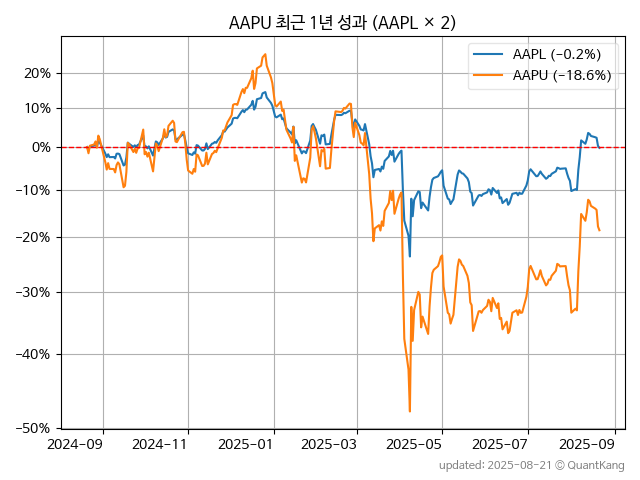 AAPU 최근 1년 성과 (AAPL × 2)
AAPL (−0.2%)
AAPU (−18.6%)
20%
10%
0%
−10%
−20%
−30%
−40%
−50%
2024-09 2024-11 2025-01 2025-03 2025-05 2025-07 2025-09
updated: 2025-08-21 © QuantKang